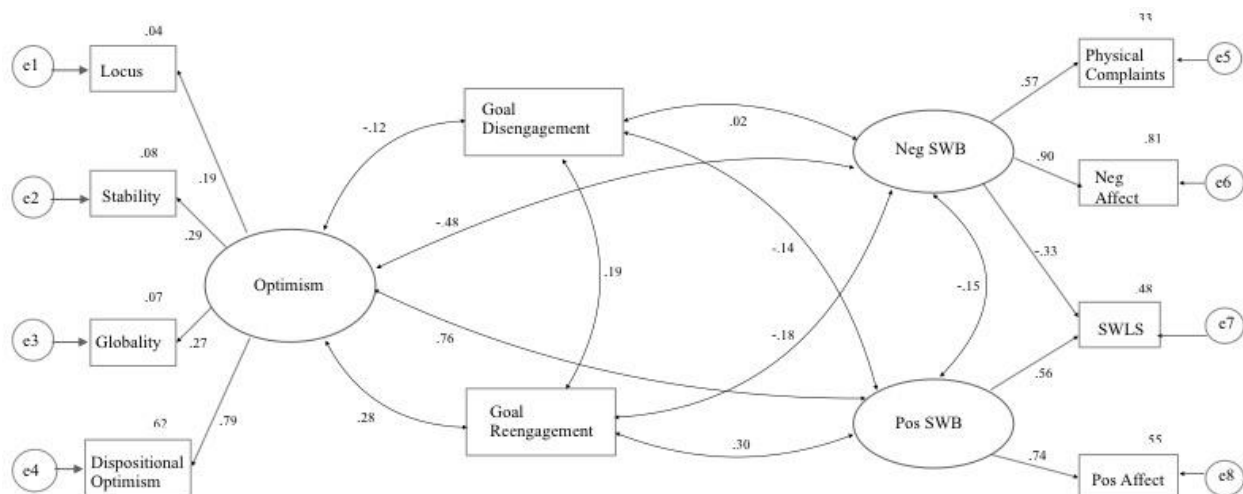 .04
e1
Locus
.08
e2
Stability
.19
.29
Optimism
.07
e3
Globality
.27
.62
.79
e4
Dispositional
Optimism
-.12
Goal
Disengagement
.02
-.48
-.14
.19
.76
-.18
-.15
.28
Goal
Reengagement
.30
Neg SWB
Pos SWB
.33
Physical
Complaints
e5
.57
.81
.90
Neg
Affect
e6
-.33
.48
SWLS
e7
.56
.55
.74
Pos Affect
e8